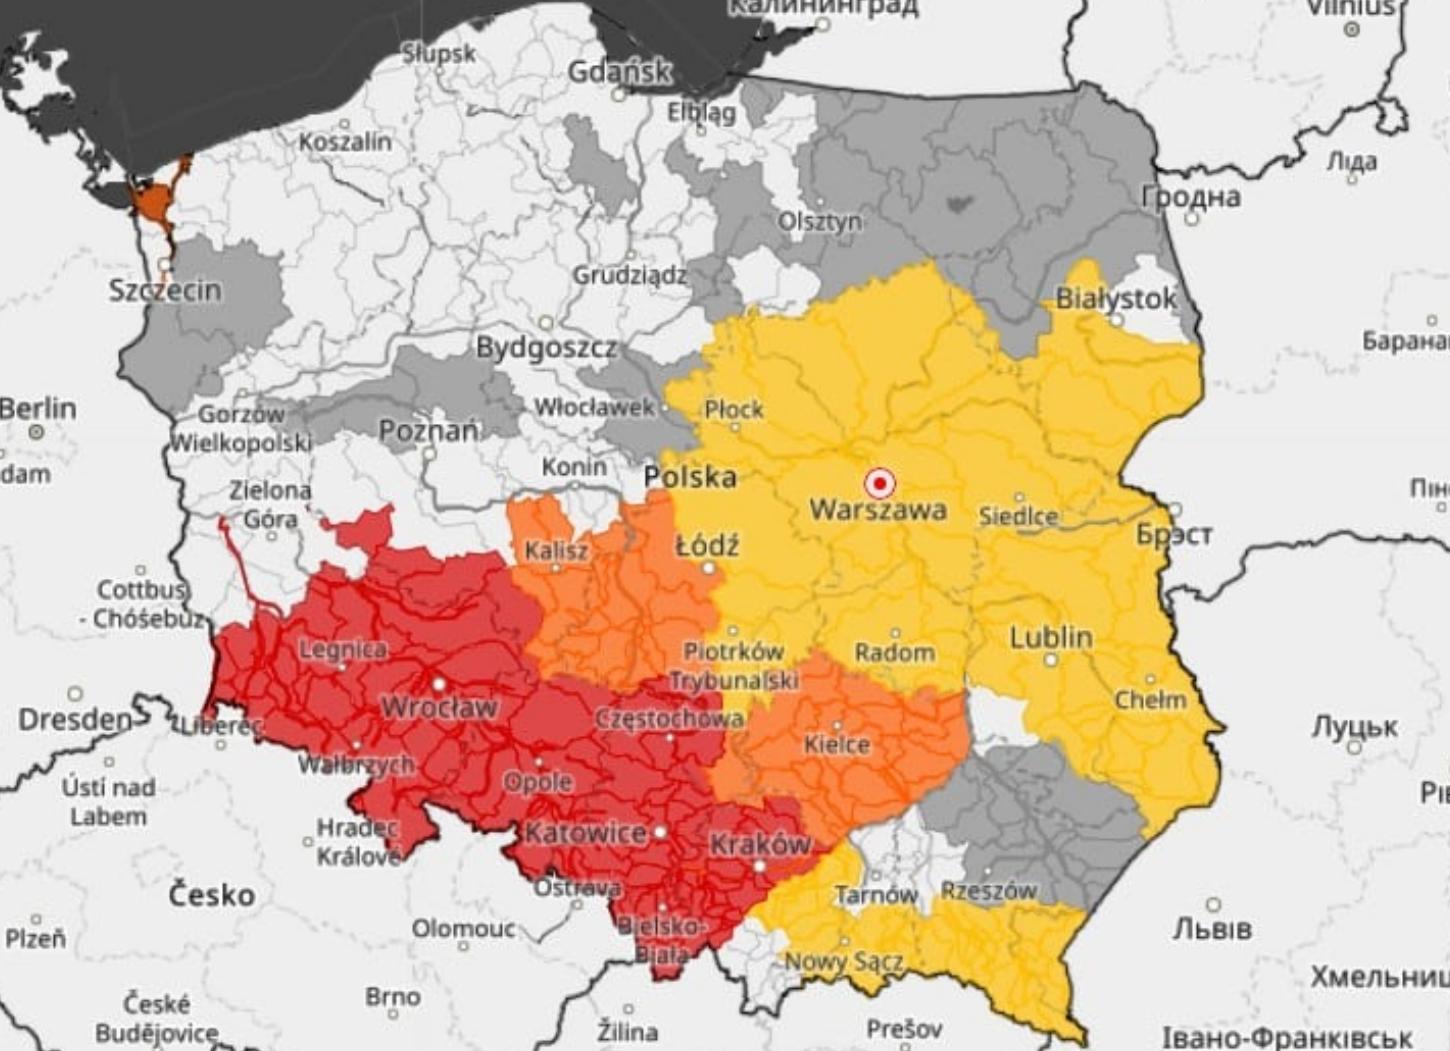 Калининград
Vilnius
Słupsk
Gdańsk
Elbląg
Koszalin
Ліда
Гродна
Olsztyn
Grudziądz
Szczecin
Białystok
Bydgoszcz
Berlin
Włocławek
Płock
Gorzów
Wielkopolski
Poznań
dam
Konin
Polska
Zielona
Góra
Warszawa
Siedlce
Брэст
Kalisz
Łódź
Cottbus
- Chóśebuz
Legnica
Piotrków
Trybunalski
Radom
Lublin
Chełm
Wrocław
Dresden
Liberec
Częstochowa
Kielce
Луцьк
Wałbrzych
Opole
Ústí nad
Labem
Hradec
Králové
Katowice
Kraków
Česko
Ostrava
Tarnów
Rzeszów
Plzeň
Olomouc
Bielsko-
Biała
Львів
Nowy Sącz
Хмельниц
České
Budějovice
Brno
Žilina
Prešov
Івано-Франківськ